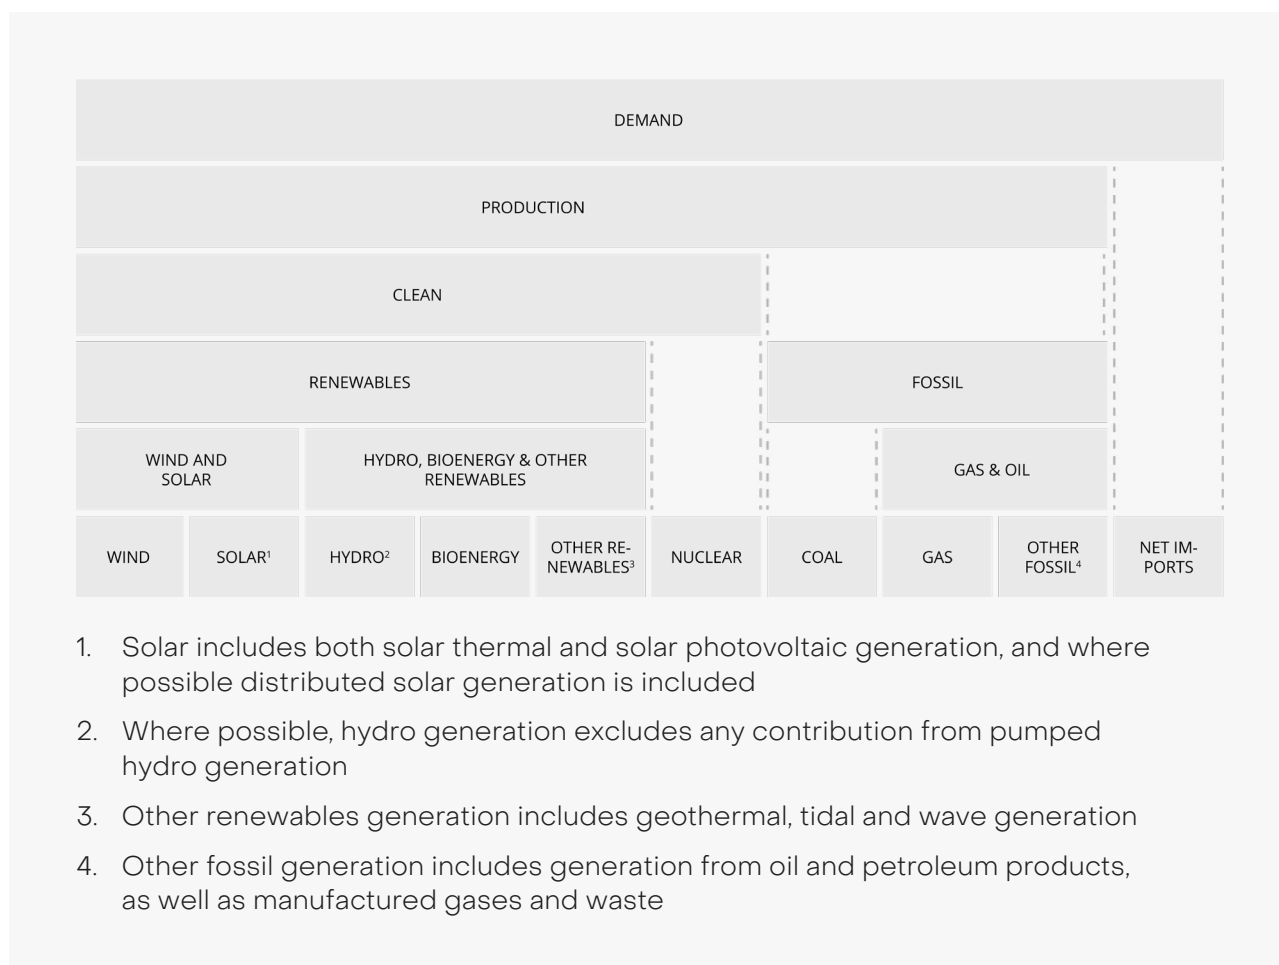 DEMAND
PRODUCTION
CLEAN
RENEWABLES
FOSSIL
WIND AND
SOLAR
HYDRO, BIOENERGY & OTHER
RENEWABLES
GAS & OIL
WIND
SOLAR¹
HYDRO²
BIOENERGY
OTHER RE-
NEWABLES³
NUCLEAR
COAL
GAS
OTHER
FOSSIL⁴
NET IM-
PORTS
1. Solar includes both solar thermal and solar photovoltaic generation, and where
possible distributed solar generation is included
2. Where possible, hydro generation excludes any contribution from pumped
hydro generation
3. Other renewables generation includes geothermal, tidal and wave generation
4. Other fossil generation includes generation from oil and petroleum products,
as well as manufactured gases and waste